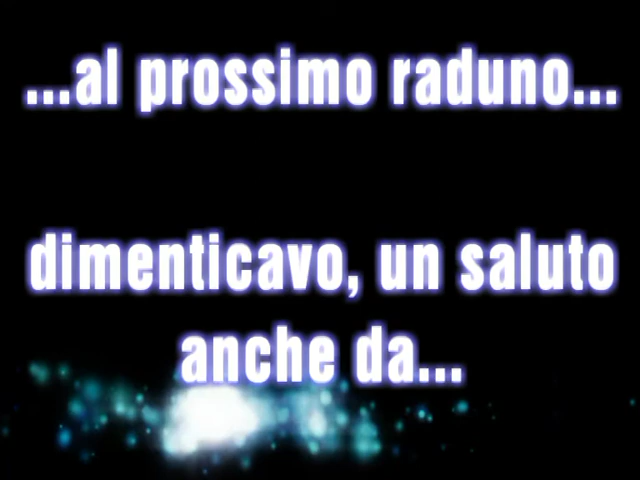 ...al prossimo raduno...
dimenticavo, un saluto
anche da...